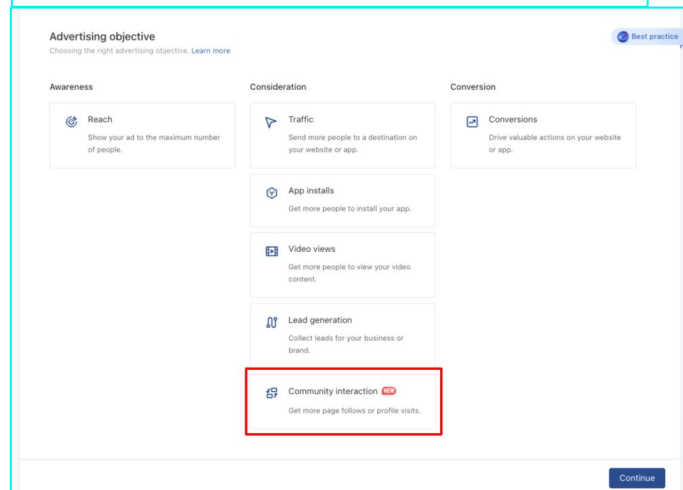 Advertising objective
Choosing the right advertising objective. Learn more
Best practice
Awareness
Reach
Show your ad to the maximum number
of people.
Consideration
Traffic
Send more people to a destination on
your website or app.
App installs
Get more people to install your app.
Video views
Get more people to view your video
content.
Lead generation
Collect leads for your business or
brand.
Community interaction NEW
Get more page follows or profile visits.
Conversion
Conversions
Drive valuable actions on your website
or app.
Continue